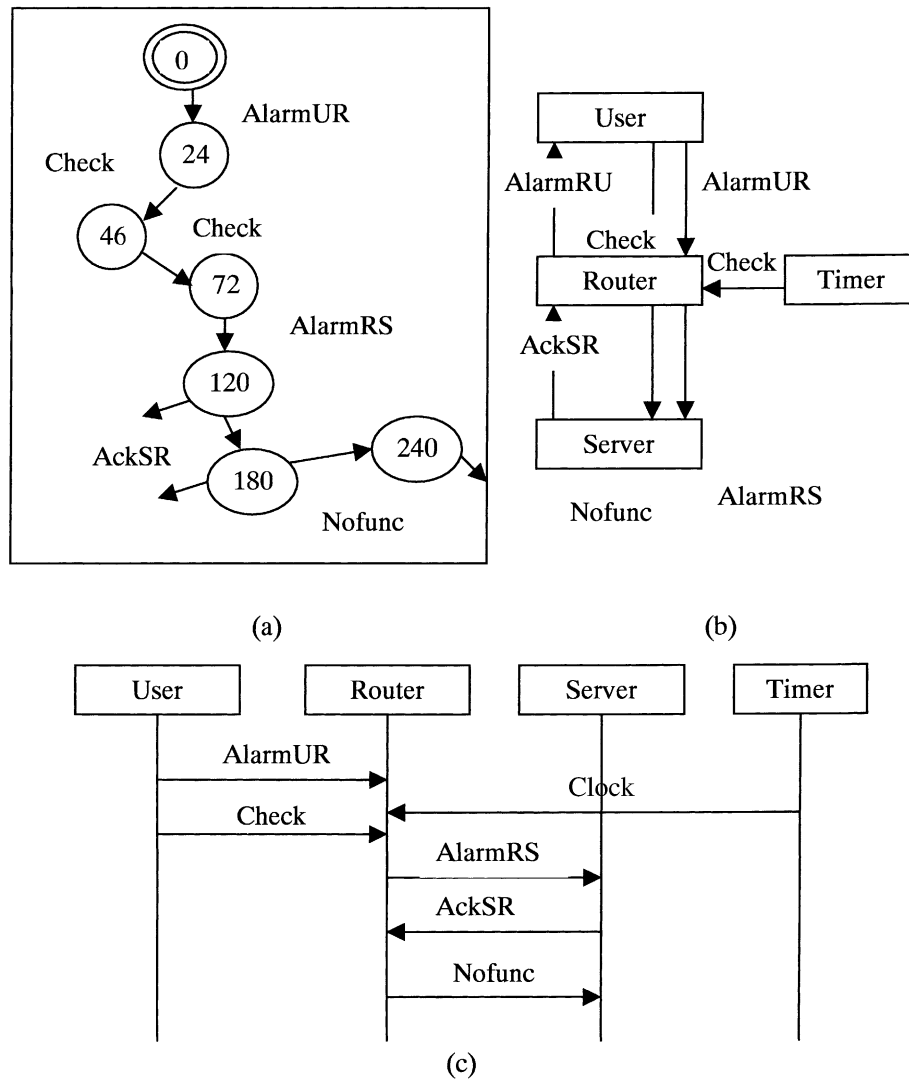 0
AlarmUR
24
Check
46
Check
72
AlarmRS
120
AckSR
180
240
Nofunc
(a)
User
AlarmRU
AlarmUR
Check
Check
Router
Timer
AckSR
Server
Nofunc
AlarmRS
(b)
User
Router
Server
Timer
AlarmUR
Clock
Check
AlarmRS
AckSR
Nofunc
(c)